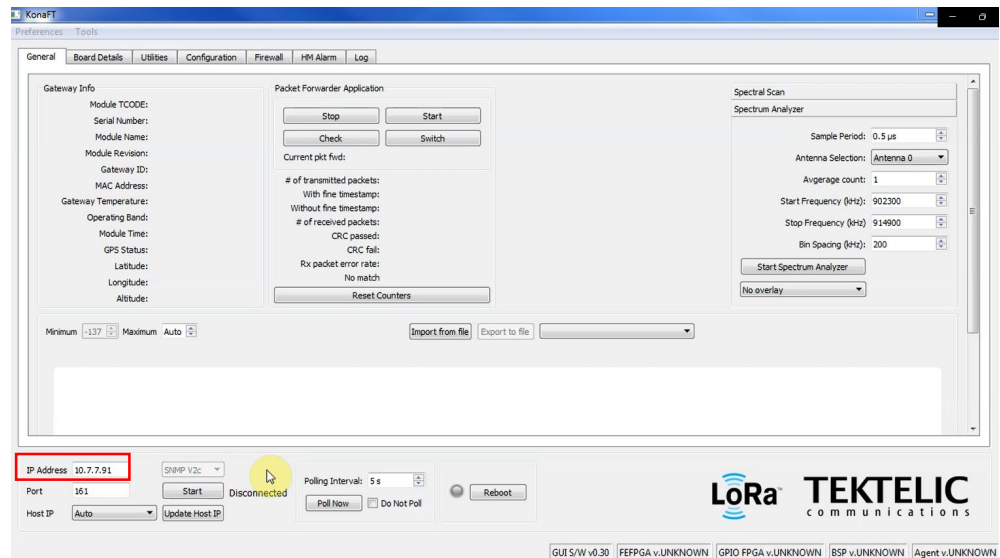 KonaFT
Preferences Tools
General Board Details Utilities Configuration Firewall HM Alarm Log
Gateway Info
Module TCODE:
Serial Number:
Module Name:
Module Revision:
Gateway ID:
MAC Address:
Gateway Temperature:
Operating Band:
Module Time:
GPS Status:
Latitude:
Longitude:
Altitude:
Packet Forwarder Application
Stop Start
Check Switch
Current pkt fwd:
# of transmitted packets:
With fine timestamp:
Without fine timestamp:
# of received packets:
CRC passed:
CRC fail:
Rx packet error rate:
No match
Reset Counters
Spectral Scan
Spectrum Analyzer
Sample Period: 0.5 µs
Antenna Selection: Antenna 0
Avgerage count: 1
Start Frequency (kHz): 902300
Stop Frequency (kHz) 914900
Bin Spacing (kHz): 200
Start Spectrum Analyzer
No overlay
Minimum -137 Maximum Auto Import from file Export to file
IP Address 10.7.7.91 SNMP V2c
Port 161 Start Disconnected
Host IP Auto Update Host IP
Polling Interval: 5 s
Poll Now Do Not Poll
Reboot
LoRa™
TEKTELIC
communications
GUI S/W v0.30 FEFPGA v.UNKNOWN GPIO FPGA v.UNKNOWN BSP v.UNKNOWN Agent v.UNKNOWN